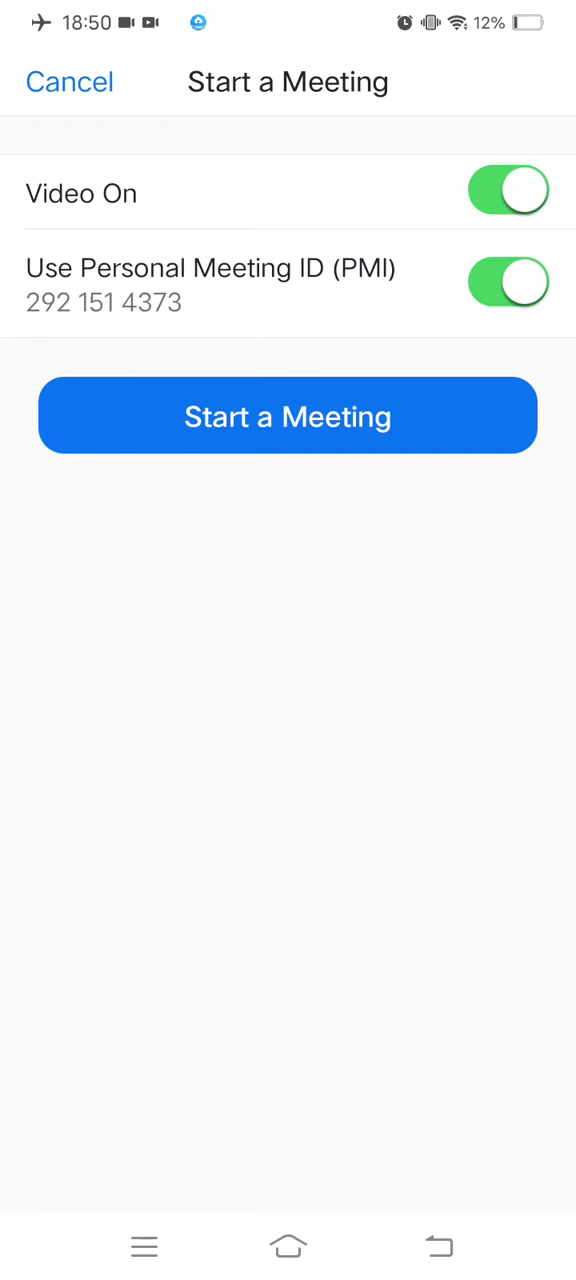 18:50 12%
Cancel Start a Meeting
Video On
Use Personal Meeting ID (PMI)
292 151 4373
Start a Meeting